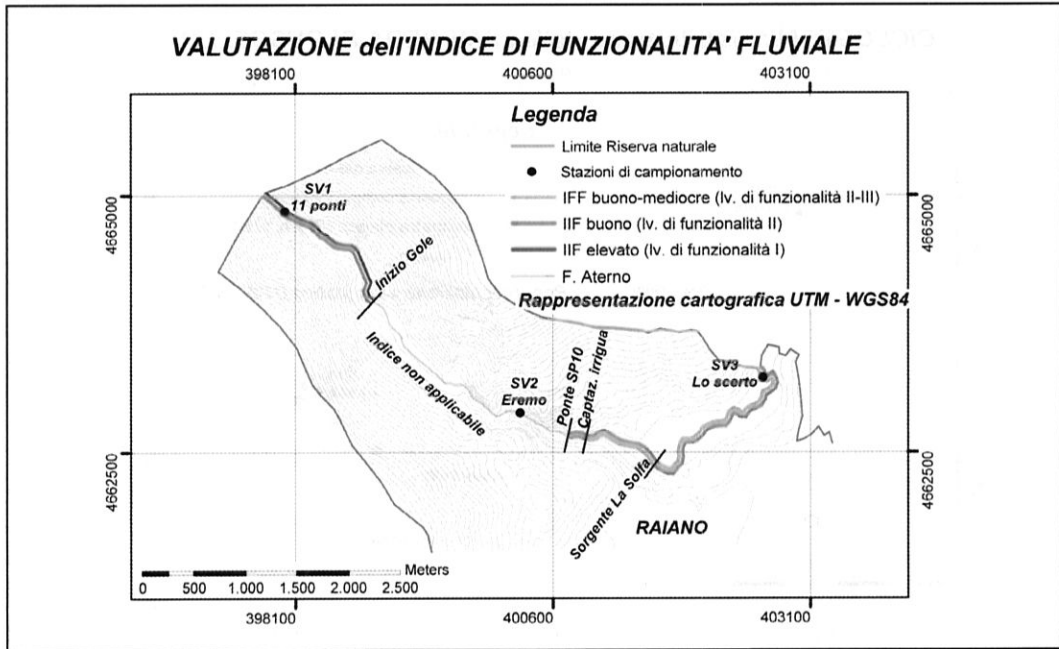 VALUTAZIONE dell'INDICE DI FUNZIONALITA' FLUVIALE
398100 400600 403100
Legenda
Limite Riserva naturale
Stazioni di campionamento
IFF buono-mediocre (lv. di funzionalità II-III)
IIF buono (lv. di funzionalità II)
IIF elevato (lv. di funzionalità I)
F. Aterno
Rappresentazione cartografica UTM - WGS84
4665000
4665000
SV1
11 ponti
Inizio Gole
Indice non applicabile
SV2
Eremo
Ponte SP10
Captaz. irrigua
SV3
Lo scerto
4662500
4662500
Sorgente La Solfa
RAIANO
Meters
0 500 1.000 1.500 2.000 2.500
398100 400600 403100